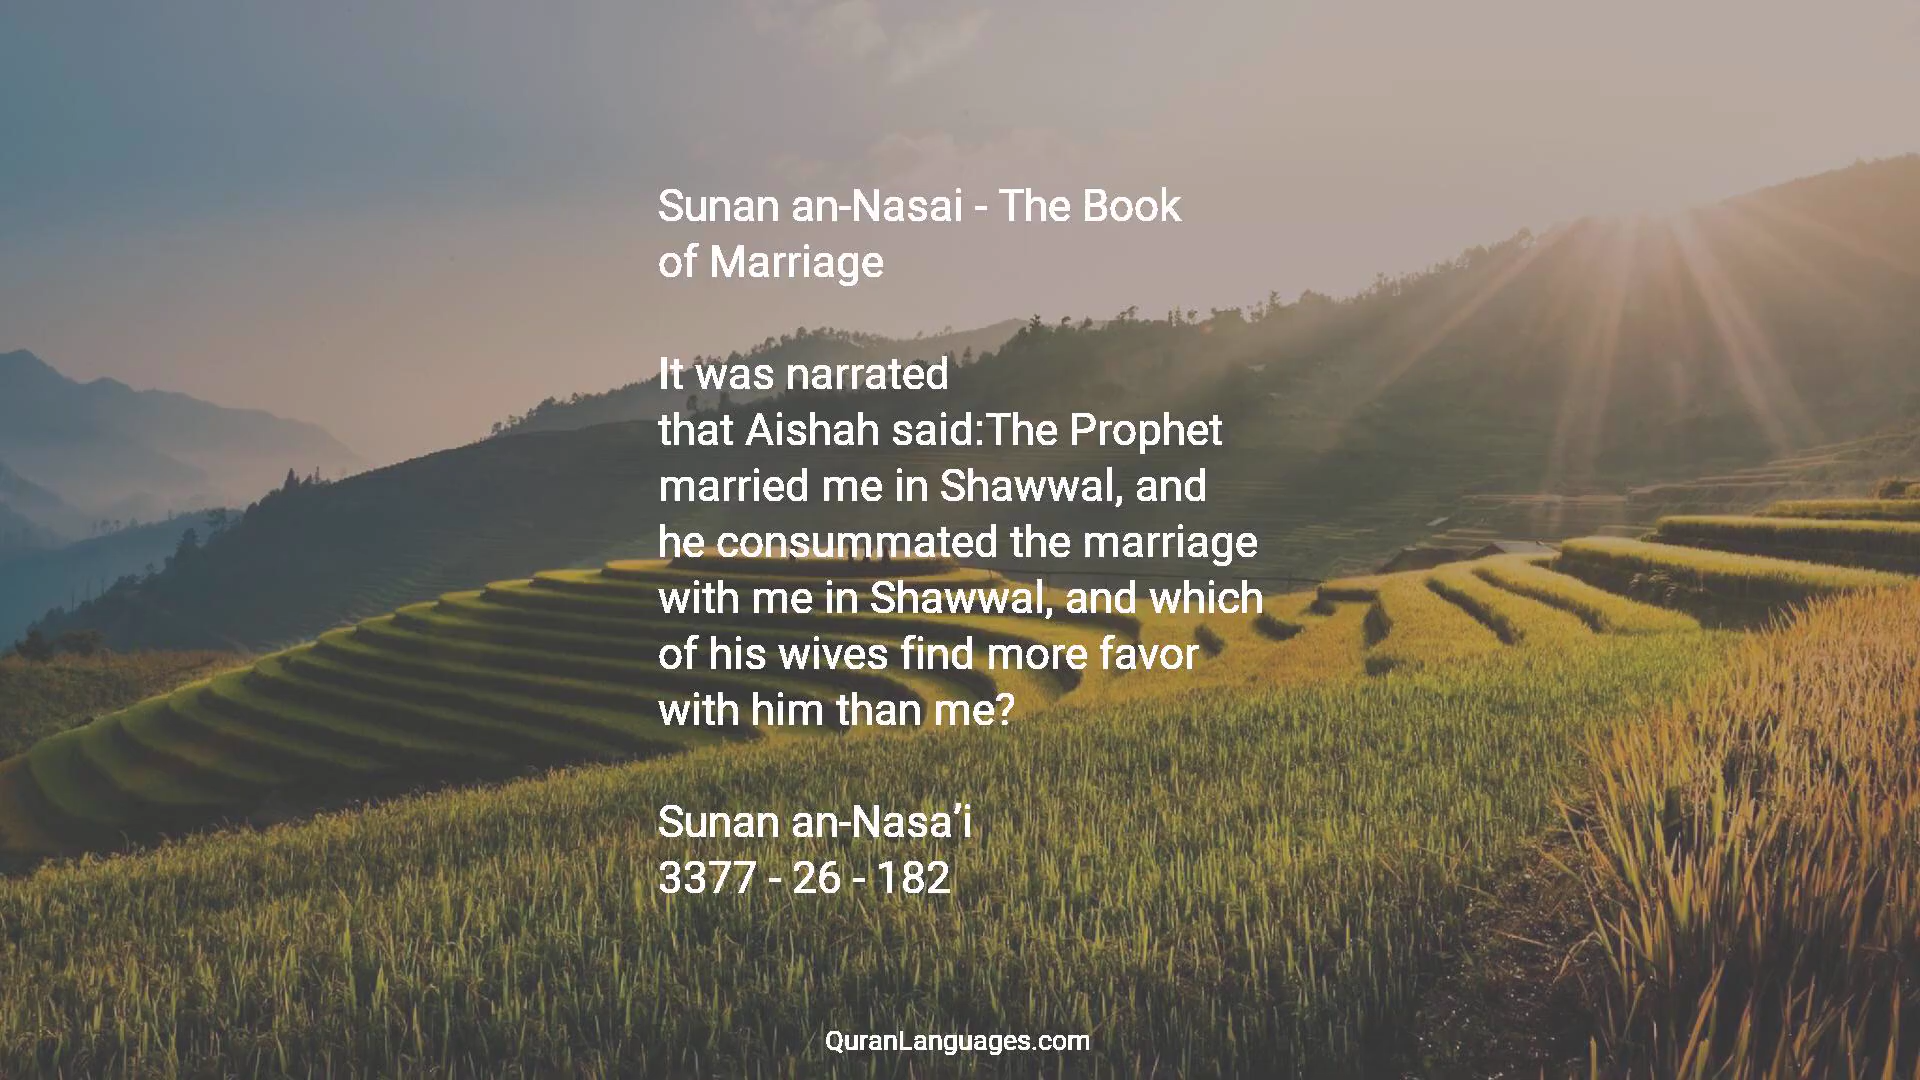 Sunan an-Nasai - The Book
of Marriage
It was narrated
that Aishah said:The Prophet
married me in Shawwal, and
he consummated the marriage
with me in Shawwal, and which
of his wives find more favor
with him than me?
Sunan an-Nasa’i
3377 - 26 - 182
QuranLanguages.com